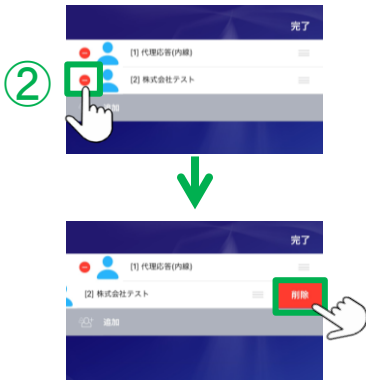 完了
[1] 代理応答(内線)
②
[2] 株式会社テスト
追加
完了
[1] 代理応答(内線)
[2] 株式会社テスト
削除
追加